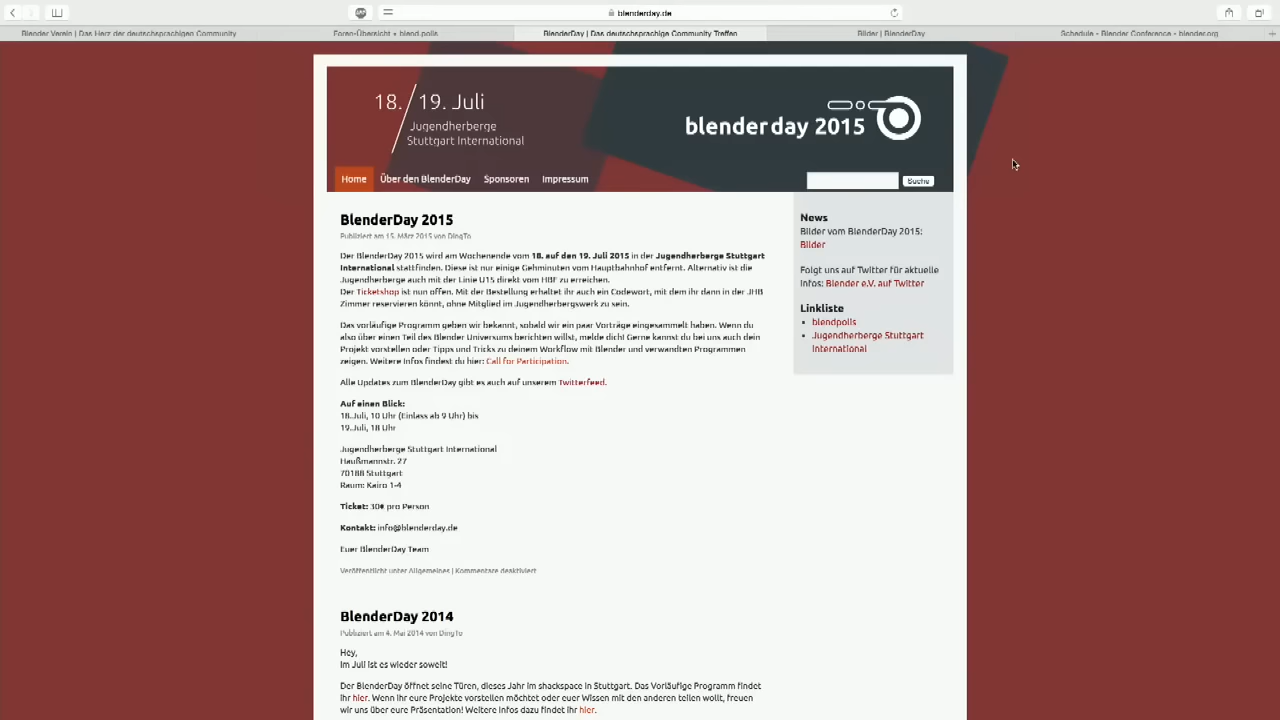 blenderday.de
Blender Verein | Das Herz der deutschsprachigen Community
Foren-Übersicht • blend.polis
BlenderDay | Das deutschsprachige Community Treffen
Bilder | BlenderDay
Schedule - Blender Conference - blender.org
18. / 19. Juli
Jugendherberge
Stuttgart International
blenderday 2015
Home
Über den BlenderDay
Sponsoren
Impressum
Suche
BlenderDay 2015
Publiziert am 15. März 2015 von DingTo
Der BlenderDay 2015 wird am Wochenende vom 18. auf den 19. Juli 2015 in der Jugendherberge Stuttgart
International stattfinden. Diese ist nur einige Gehminuten vom Hauptbahnhof entfernt. Alternativ ist die
Jugendherberge auch mit der Linie U15 direkt vom HBF zu erreichen.
Der Ticketshop ist nun offen. Mit der Bestellung erhaltet ihr auch ein Codewort, mit dem ihr dann in der JHB
Zimmer reservieren könnt, ohne Mitglied im Jugendherbergswerk zu sein.
Das vorläufige Programm geben wir bekannt, sobald wir ein paar Vorträge eingesammelt haben. Wenn du
also über einen Teil des Blender Universums berichten willst, melde dich! Gerne kannst du bei uns auch dein
Projekt vorstellen oder Tipps und Tricks zu deinem Workflow mit Blender und verwandten Programmen
zeigen. Weitere Infos findest du hier: Call for Participation.
Alle Updates zum BlenderDay gibt es auch auf unserem Twitterfeed.
Auf einen Blick:
18.Juli, 10 Uhr (Einlass ab 9 Uhr) bis
19.Juli, 18 Uhr
Jugendherberge Stuttgart International
Haußmannstr. 27
70188 Stuttgart
Raum: Kairo 1-4
Ticket: 30€ pro Person
Kontakt: info@blenderday.de
Euer BlenderDay Team
Veröffentlicht unter Allgemeines | Kommentare deaktiviert
BlenderDay 2014
Publiziert am 4. Mai 2014 von DingTo
Hey,
im Juli ist es wieder soweit!
Der BlenderDay öffnet seine Türen, dieses Jahr im shackspace in Stuttgart. Das Vorläufige Programm findet
ihr hier. Wenn ihr eure Projekte vorstellen möchtet oder euer Wissen mit den anderen teilen wollt, freuen
wir uns über eure Präsentation! Weitere Infos dazu findet ihr hier.
News
Bilder vom BlenderDay 2015:
Bilder
Folgt uns auf Twitter für aktuelle
Infos: Blender e.V. auf Twitter
Linkliste
blendpolis
Jugendherberge Stuttgart
International